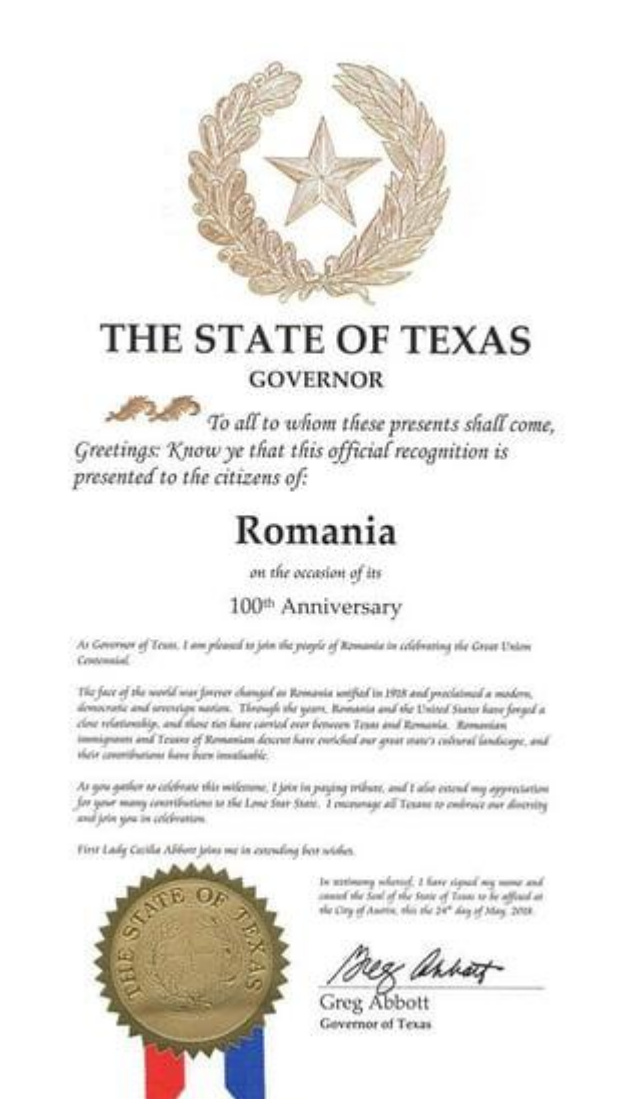 THE STATE OF TEXAS
GOVERNOR
To all to whom these presents shall come,
Greetings: Know ye that this official recognition is
presented to the citizens of:
Romania
on the occasion of its
100th Anniversary
As Governor of Texas, I am pleased to join the people of Romania in celebrating the Great Union
Centennial.
The face of the world was forever changed as Romania unified in 1918 and proclaimed a modern,
democratic and sovereign nation. Through the years, Romania and the United States have forged a
close relationship, and those ties have carried over between Texas and Romania. Romanian
immigrants and Texans of Romanian descent have enriched our great state's cultural landscape, and
their contributions have been invaluable.
As you gather to celebrate this milestone, I join in paying tribute, and I also extend my appreciation
for your many contributions to the Lone Star State. I encourage all Texans to embrace our diversity
and join you in celebration.
First Lady Cecilia Abbott joins me in extending best wishes.
THE STATE OF TEXAS
In testimony whereof, I have signed my name and
caused the Seal of the State of Texas to be affixed at
the City of Austin, this the 24th day of May, 2018.
Greg Abbott
Greg Abbott
Governor of Texas